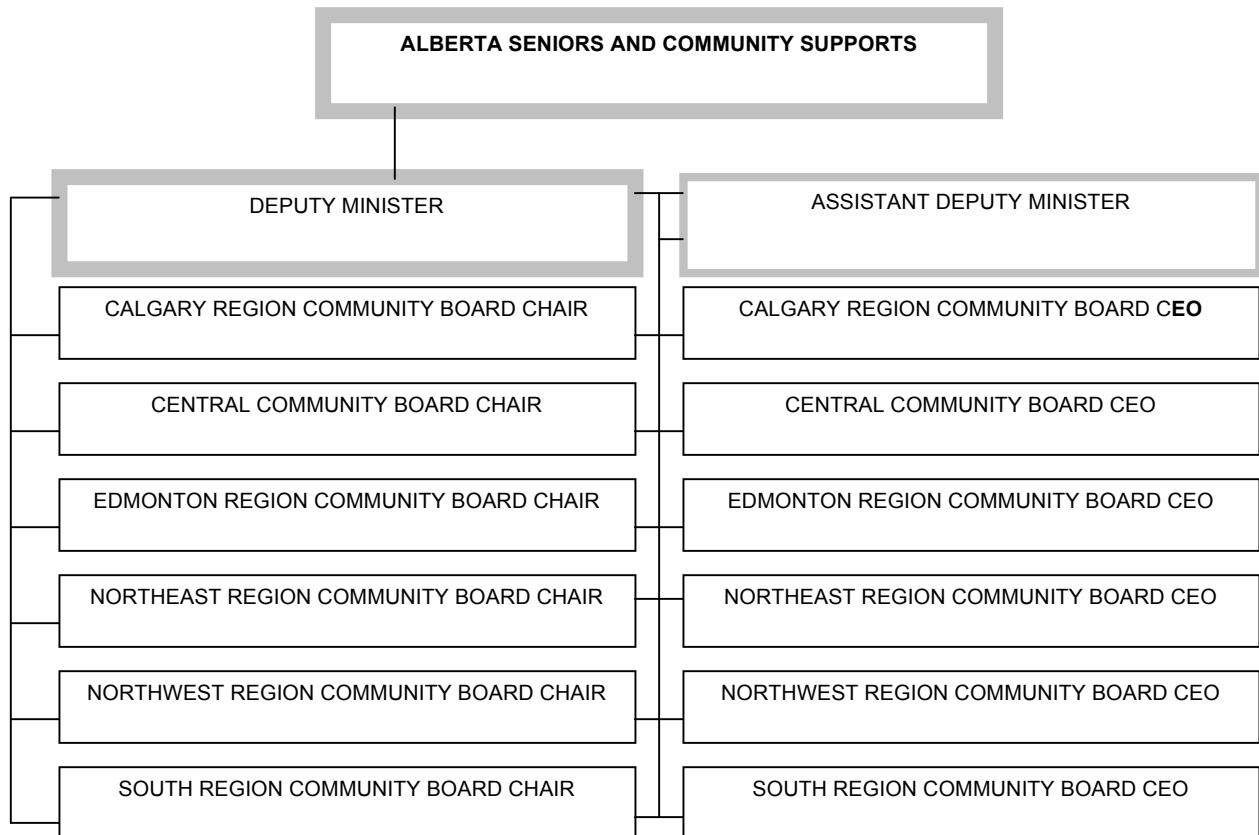 ALBERTA SENIORS AND COMMUNITY SUPPORTS
DEPUTY MINISTER
ASSISTANT DEPUTY MINISTER
CALGARY REGION COMMUNITY BOARD CHAIR
CALGARY REGION COMMUNITY BOARD CEO
CENTRAL COMMUNITY BOARD CHAIR
CENTRAL COMMUNITY BOARD CEO
EDMONTON REGION COMMUNITY BOARD CHAIR
EDMONTON REGION COMMUNITY BOARD CEO
NORTHEAST REGION COMMUNITY BOARD CHAIR
NORTHEAST REGION COMMUNITY BOARD CEO
NORTHWEST REGION COMMUNITY BOARD CHAIR
NORTHWEST REGION COMMUNITY BOARD CEO
SOUTH REGION COMMUNITY BOARD CHAIR
SOUTH REGION COMMUNITY BOARD CEO